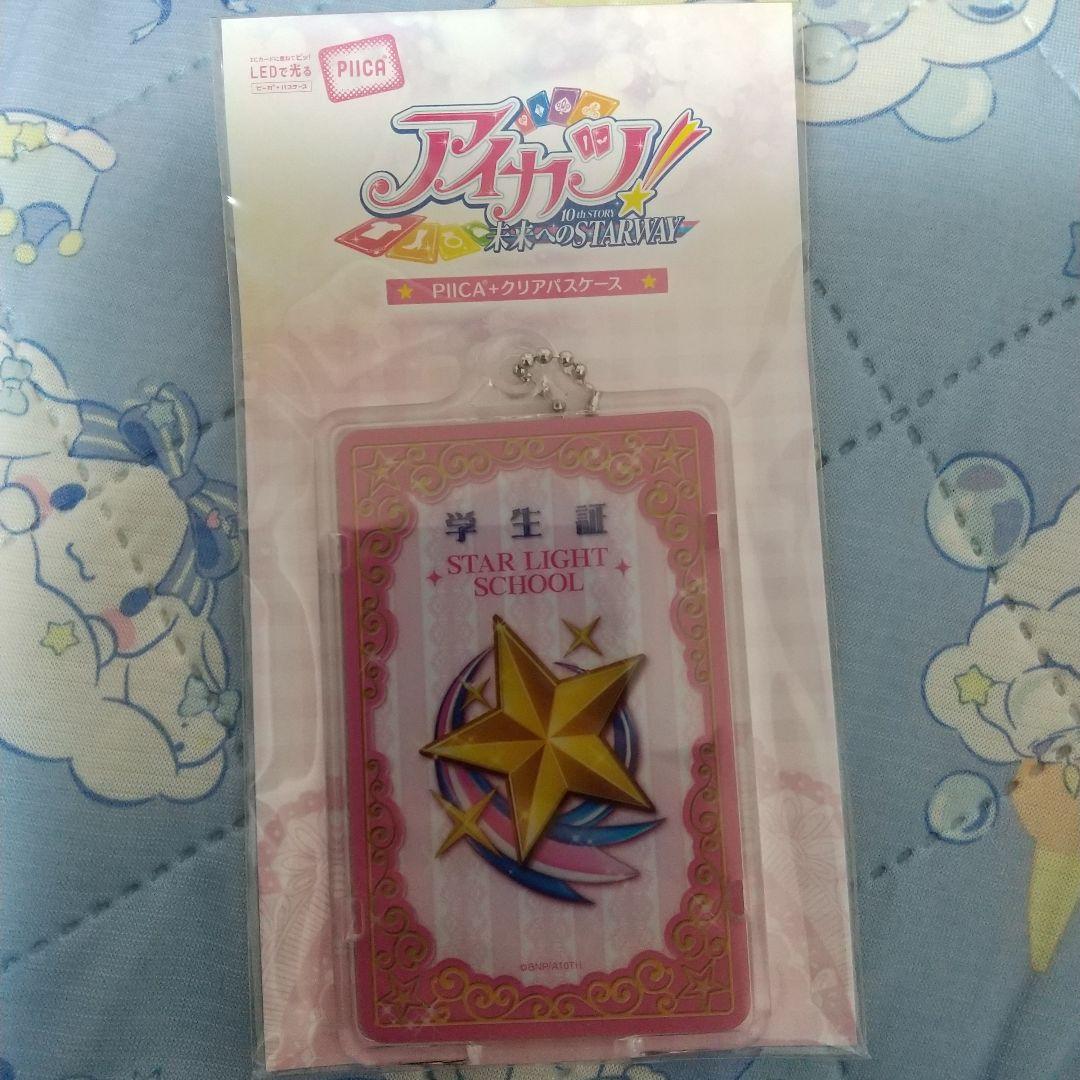 ICカードに重ねてピッ!
LEDで光る
ピーカ+パスケース
PIICA
アイカツ!
10th STORY
未来へのSTARWAY
PIICA+クリアパスケース
学生証
STAR LIGHT
SCHOOL
©BNP/A10TH